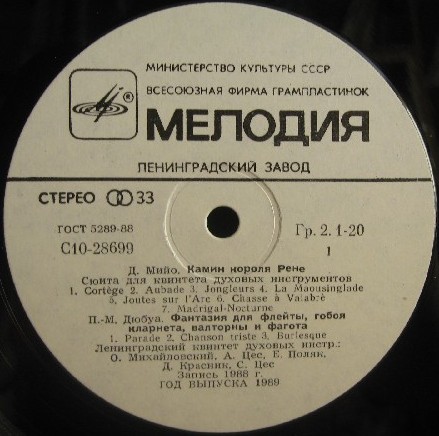 МИНИСТЕРСТВО КУЛЬТУРЫ СССР
ВСЕСОЮЗНАЯ ФИРМА ГРАМПЛАСТИНОК
® МЕЛОДИЯ
ЛЕНИНГРАДСКИЙ ЗАВОД
СТЕРЕО 33
ГОСТ 5289-88
Гр. 2. 1-20
С10-28699
1
Д. Мийо. Камин короля Рене
Сюита для квинтета духовых инструментов
1. Cortège 2. Aubade 3. Jongleurs 4. La Maousinglade
5. Joutes sur l'Arc 6. Chasse à Valabrè
7. Madrigal-Nocturne
П.-М. Дюбуа. Фантазия для флейты, гобоя
кларнета, валторны и фагота
1. Parade 2. Chanson triste 3. Burlesque
Ленинградский квинтет духовых инстр.:
О. Михайловский, А. Цес, Е. Поляк,
Д. Красник, С. Цес
Запись 1988 г.
ГОД ВЫПУСКА 1989